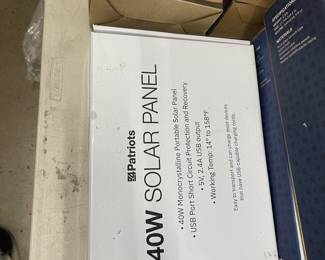 4Patriots
40W SOLAR PANEL
• 40W Monocrystalline Portable Solar Panel
• USB Port Short Circuit Protection and Recovery
• 5V, 2.4A USB output
• Working Temp: 14° to 158°F
Easy to transport and can charge most devices
that have USB-capable charging cords.
SPECIFICATIONS
MATERIALS